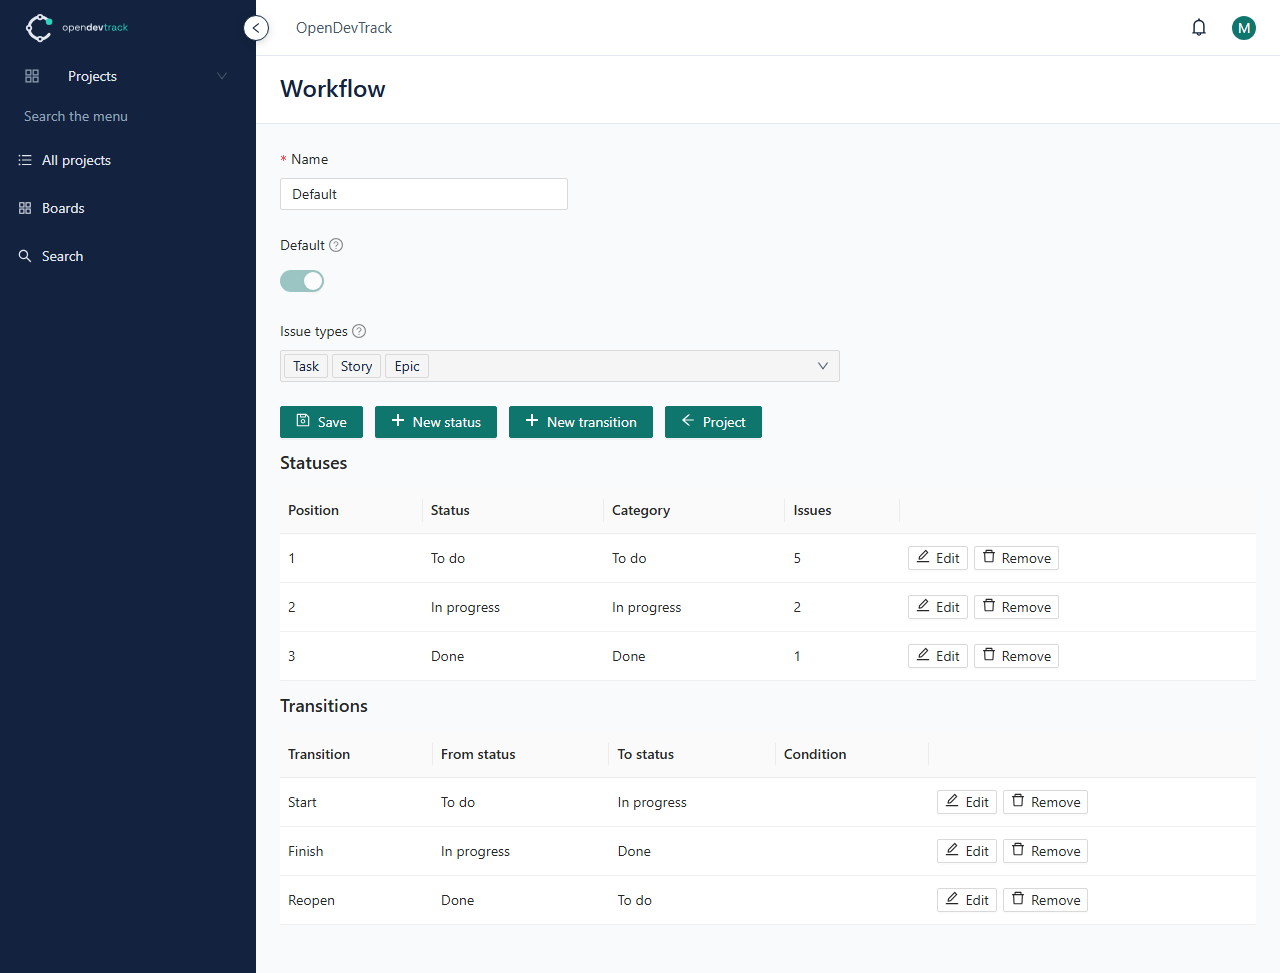 opendevtrack
OpenDevTrack
M
Projects
Search the menu
All projects
Boards
Search
Workflow
* Name
Default
Default
Issue types
Task Story Epic
Save New status New transition Project
Statuses
Position Status Category Issues
1 To do To do 5 Edit Remove
2 In progress In progress 2 Edit Remove
3 Done Done 1 Edit Remove
Transitions
Transition From status To status Condition
Start To do In progress Edit Remove
Finish In progress Done Edit Remove
Reopen Done To do Edit Remove